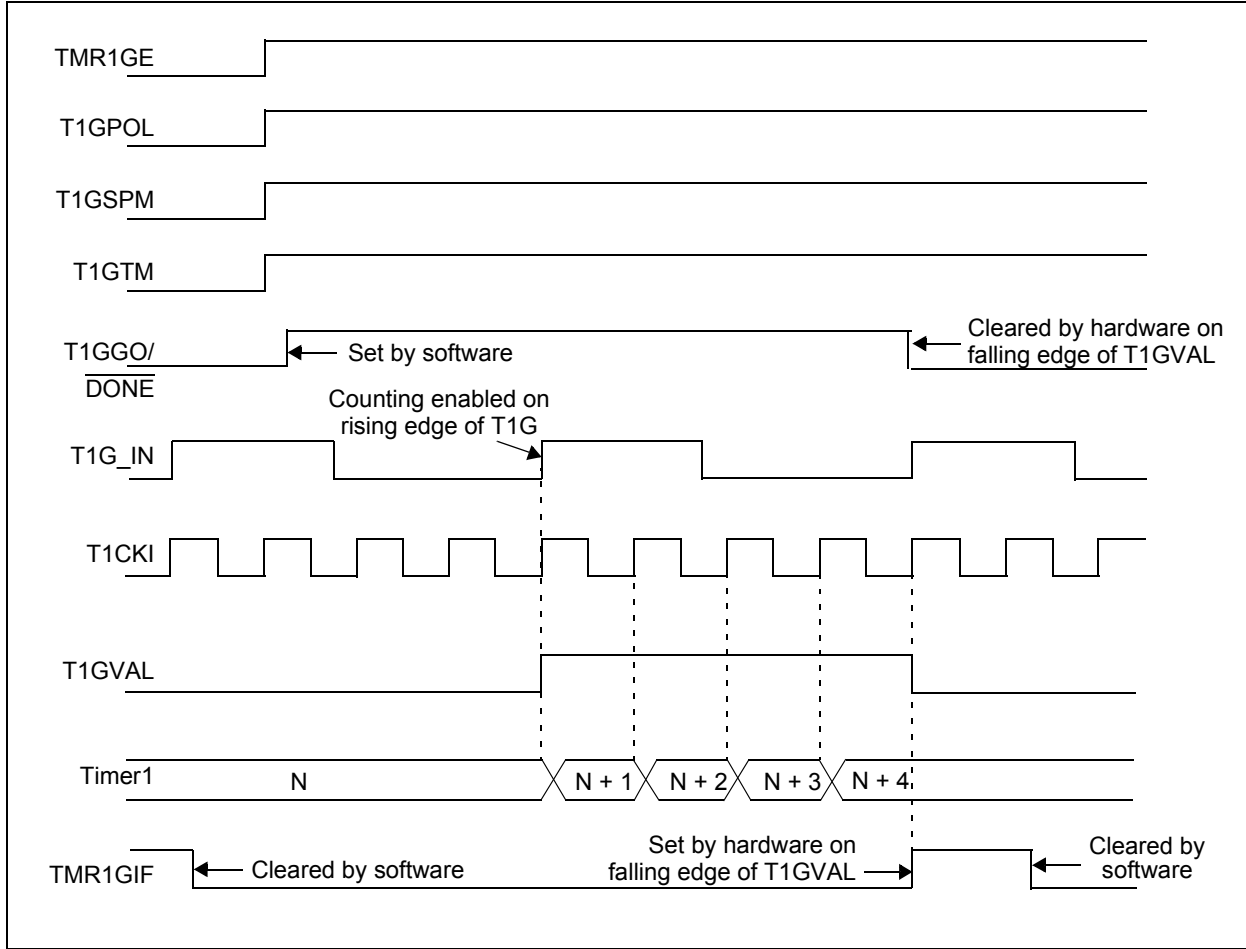 TMR1GE
T1GPOL
T1GSPM
T1GTM
T1GGO/
DONE
Set by software
Cleared by hardware on
falling edge of T1GVAL
Counting enabled on
rising edge of T1G
T1G_IN
T1CKI
T1GVAL
Timer1
N
N + 1
N + 2
N + 3
N + 4
TMR1GIF
Cleared by software
Set by hardware on
falling edge of T1GVAL
Cleared by
software